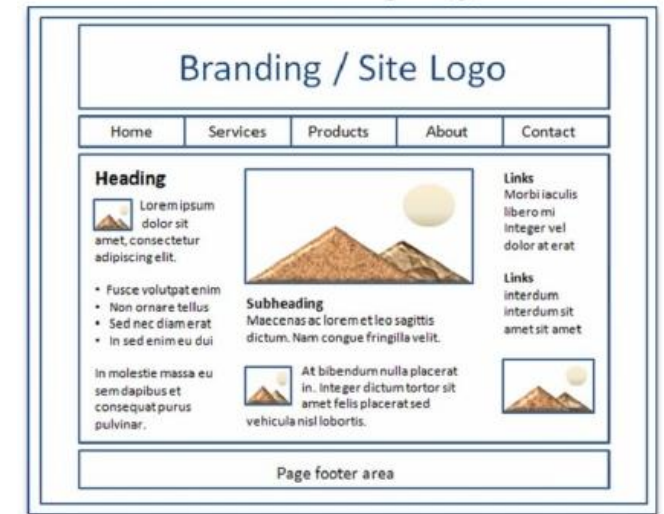 Branding / Site Logo
Home Services Products About Contact
Heading
Lorem ipsum
dolor sit
amet, consectetur
adipiscing elit.
• Fusce volutpat enim
• Non ornare tellus
• Sed nec diam erat
• In sed enim eu dui
In molestie massa eu
sem dapibus et
consequat purus
pulvinar.
Subheading
Maecenas ac lorem et leo sagittis
dictum. Nam congue fringilla velit.
At bibendum nulla placerat
in. Integer dictum tortor sit
amet felis placerat sed
vehicula nisl lobortis.
Links
Morbi iaculis
libero mi
Integer vel
dolor at erat
Links
interdum
interdum sit
amet sit amet
Page footer area